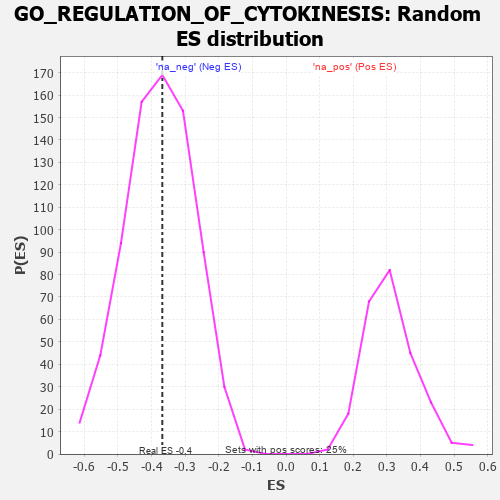 GO_REGULATION_OF_CYTOKINESIS: Random
ES distribution
'na_neg' (Neg ES)
'na_pos' (Pos ES)
170
160
150
140
130
120
110
100
90
80
70
60
50
40
30
20
10
0
P(ES)
Real ES -0.4
Sets with pos scores: 25%
-0.6 -0.5 -0.4 -0.3 -0.2 -0.1 0.0 0.1 0.2 0.3 0.4 0.5 0.6
ES